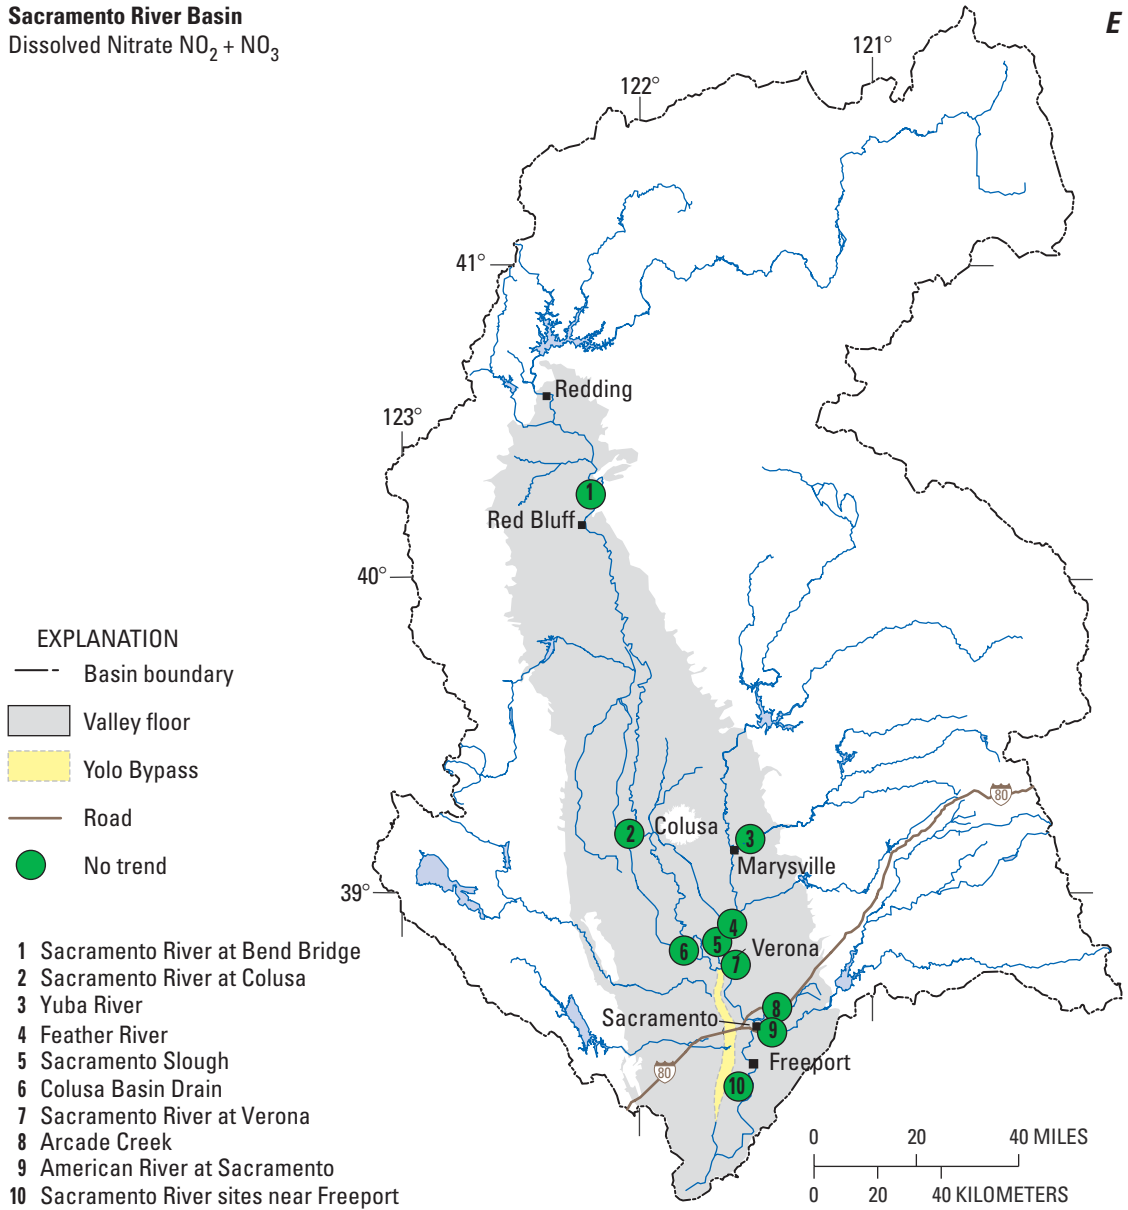 Sacramento River Basin
Dissolved Nitrate NO2 + NO3
E
121°
122°
41°
Redding
123°
1
Red Bluff
40°
EXPLANATION
Basin boundary
Valley floor
Yolo Bypass
Road
No trend
80
2
Colusa
3
Marysville
39°
4
5
6
Verona
7
8
Sacramento
9
Freeport
80
10
1 Sacramento River at Bend Bridge
2 Sacramento River at Colusa
3 Yuba River
4 Feather River
5 Sacramento Slough
6 Colusa Basin Drain
7 Sacramento River at Verona
8 Arcade Creek
9 American River at Sacramento
10 Sacramento River sites near Freeport
0 20 40 MILES
0 20 40 KILOMETERS